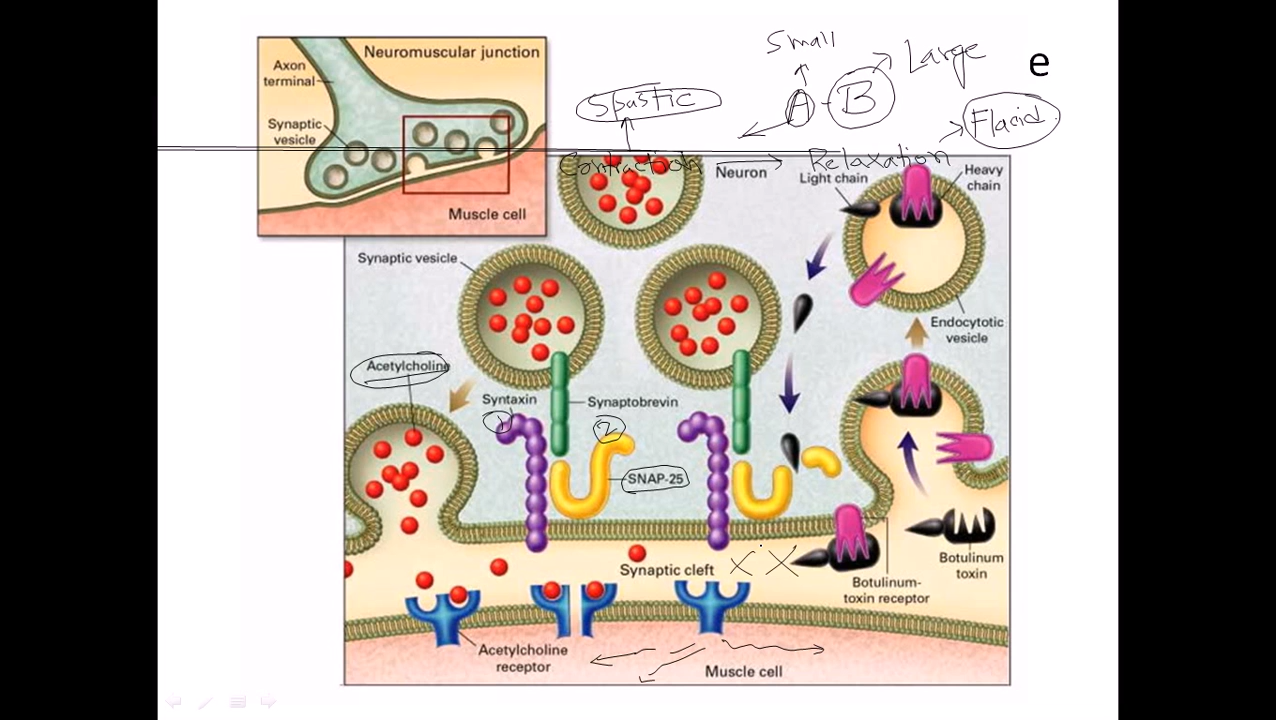 Small
A - B
Large
e
Spastic
Flacid.
Contraction
Relaxation
Neuromuscular junction
Axon
terminal
Synaptic
vesicle
Muscle cell
Neuron
Light chain
Heavy
chain
Synaptic vesicle
Endocytotic
vesicle
Acetylcholine
Syntaxin
Synaptobrevin
1
2
SNAP-25
Synaptic cleft
X X
Botulinum
toxin
Botulinum-
toxin receptor
Acetylcholine
receptor
Muscle cell